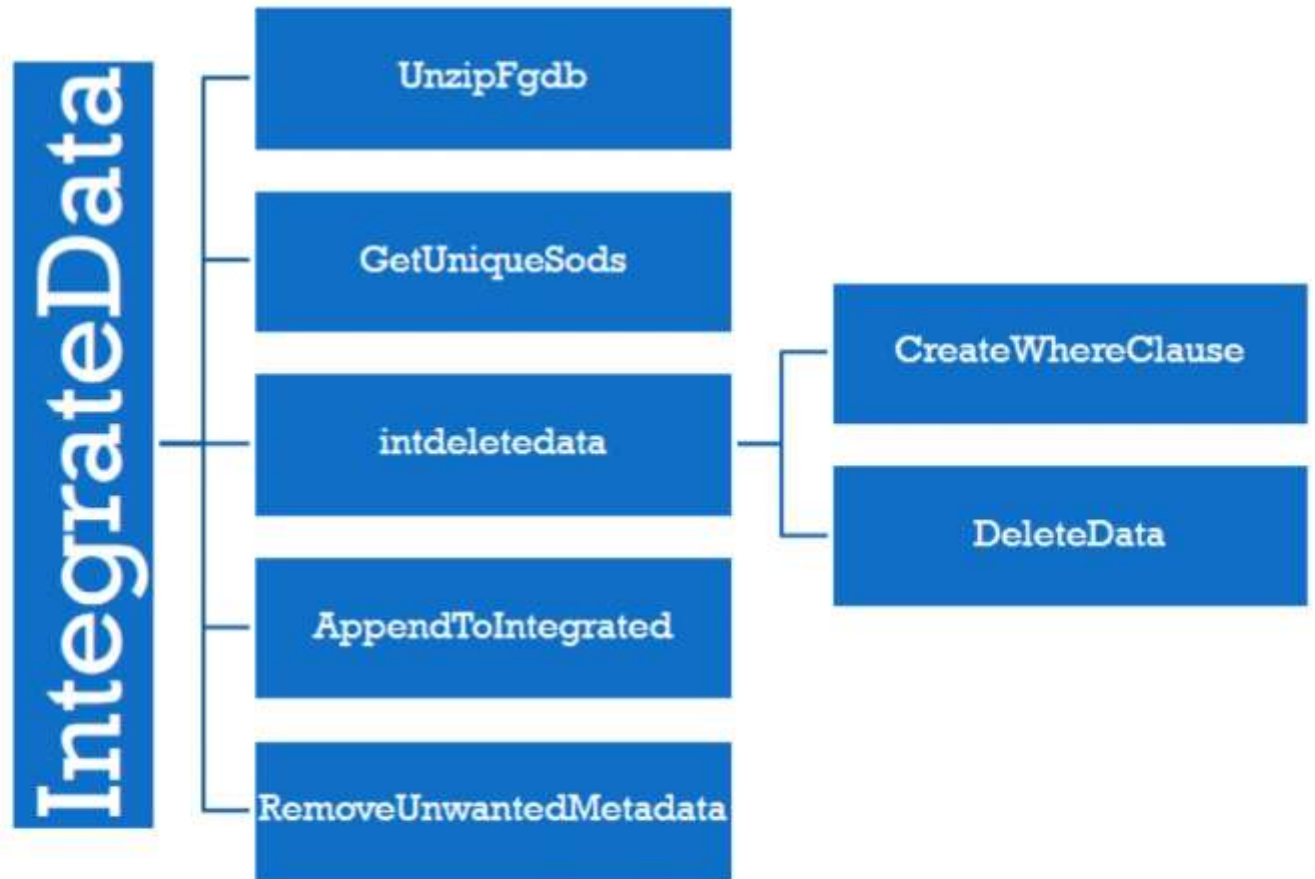 IntegrateData
UnzipFgdb
GetUniqueSods
intdeletedata
AppendToIntegrated
RemoveUnwantedMetadata
CreateWhereClause
DeleteData